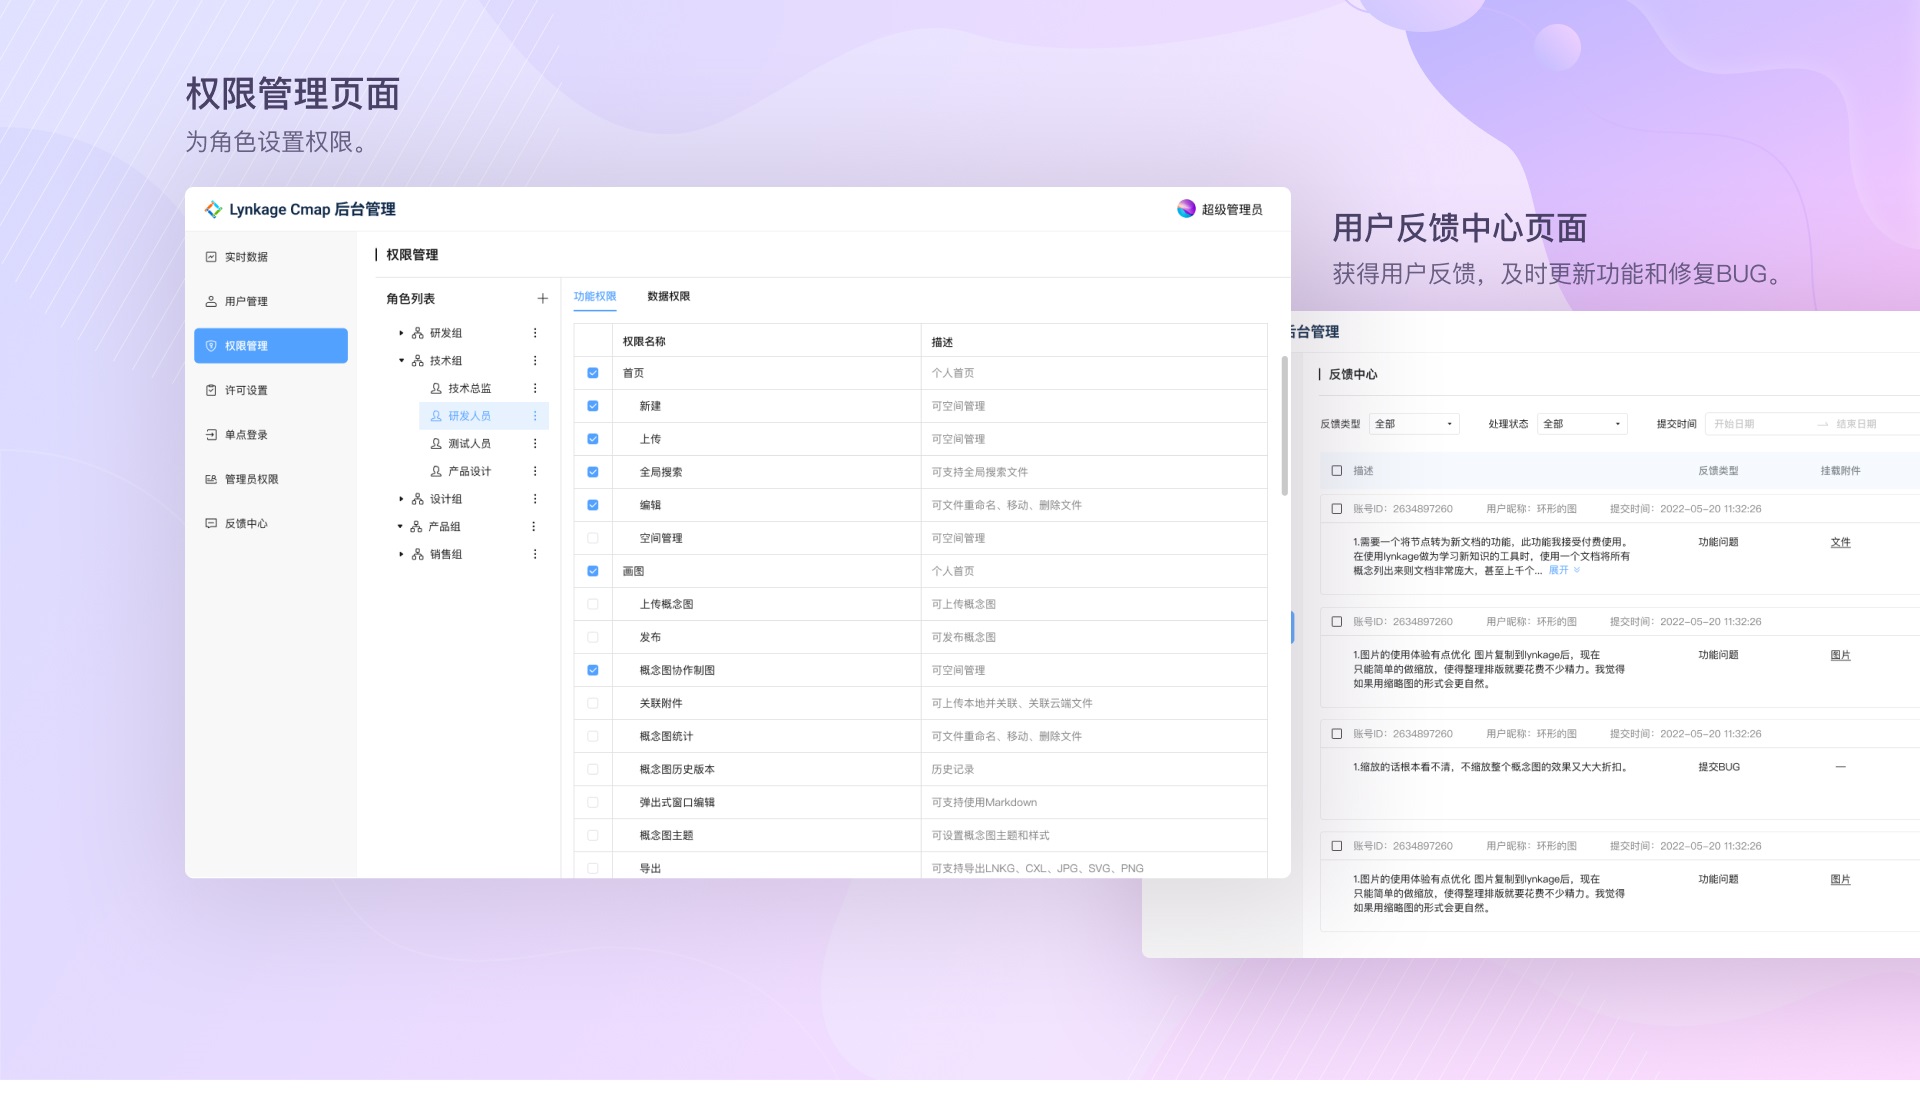 权限管理页面
为角色设置权限。
Lynkage Cmap 后台管理
超级管理员
实时数据
用户管理
权限管理
许可设置
单点登录
管理员权限
反馈中心
权限管理
角色列表
研发组
技术组
技术总监
研发人员
测试人员
产品设计
设计组
产品组
销售组
功能权限 数据权限
权限名称 描述
首页 个人首页
新建 可空间管理
上传 可空间管理
全局搜索 可支持全局搜索文件
编辑 可文件重命名、移动、删除文件
空间管理 可空间管理
画图 个人首页
上传概念图 可上传概念图
发布 可发布概念图
概念图协作制图 可空间管理
关联附件 可上传本地并关联、关联云端文件
概念图统计 可文件重命名、移动、删除文件
概念图历史版本 历史记录
弹出式窗口编辑 可支持使用Markdown
概念图主题 可设置概念图主题和样式
导出 可支持导出LNKG、CXL、JPG、SVG、PNG
用户反馈中心页面
获得用户反馈，及时更新功能和修复BUG。
后台管理
反馈中心
反馈类型 全部 处理状态 全部 提交时间 开始日期 结束日期
描述 反馈类型 挂载附件
账号ID：2634897260 用户昵称：环形的图 提交时间：2022-05-20 11:32:26
1.需要一个将节点转为新文档的功能，此功能我接受付费使用。 功能问题 文件
在使用lynkage做为学习新知识的工具时，使用一个文档将所有
概念列出来则文档非常庞大，甚至上千个... 展开
账号ID：2634897260 用户昵称：环形的图 提交时间：2022-05-20 11:32:26
1.图片的使用体验有点优化 图片复制到lynkage后，现在 功能问题 图片
只能简单的做缩放，使得整理排版就要花费不少精力。我觉得
如果用缩略图的形式会更自然。
账号ID：2634897260 用户昵称：环形的图 提交时间：2022-05-20 11:32:26
1.缩放的话根本看不清，不缩放整个概念图的效果又大大折扣。 提交BUG —
账号ID：2634897260 用户昵称：环形的图 提交时间：2022-05-20 11:32:26
1.图片的使用体验有点优化 图片复制到lynkage后，现在 功能问题 图片
只能简单的做缩放，使得整理排版就要花费不少精力。我觉得
如果用缩略图的形式会更自然。